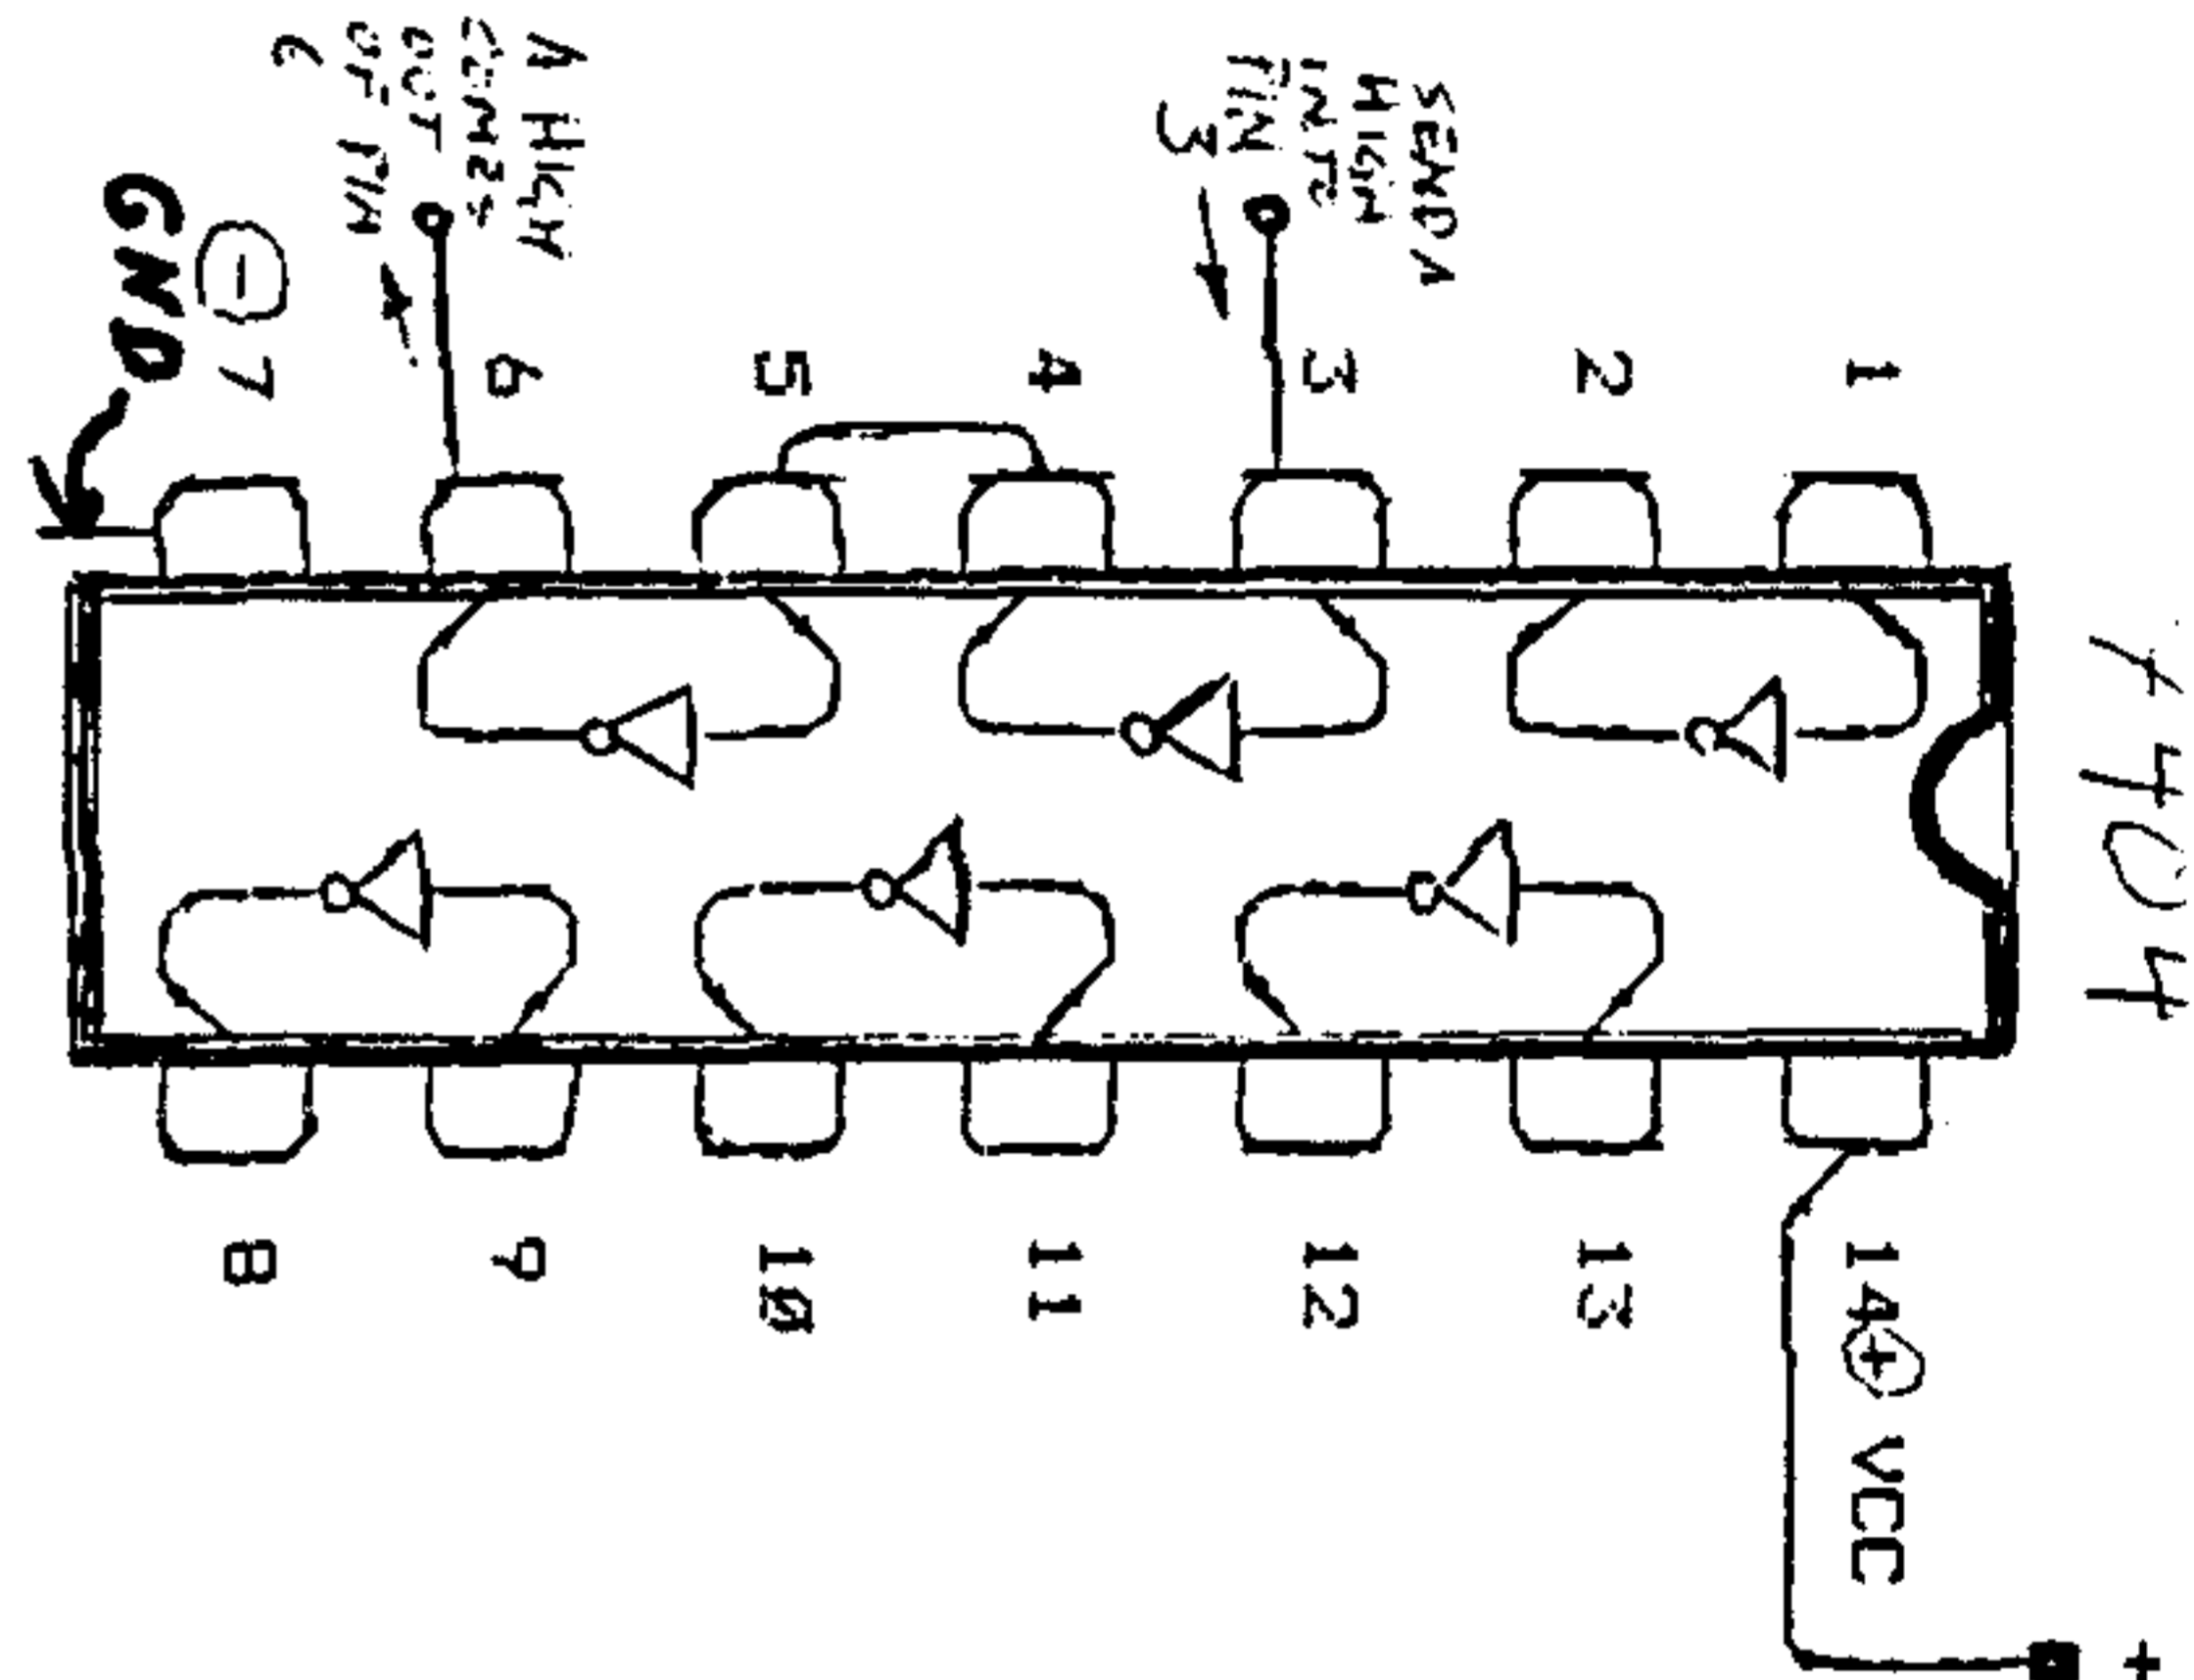 7404
+
1 14 + VCC
2 13
SEND A
HIGH
INTO
PIN
3
3 12
4 11
5 10
A HIGH
COMES
OUT
OF PIN
6
6 9
− 7 8
GND